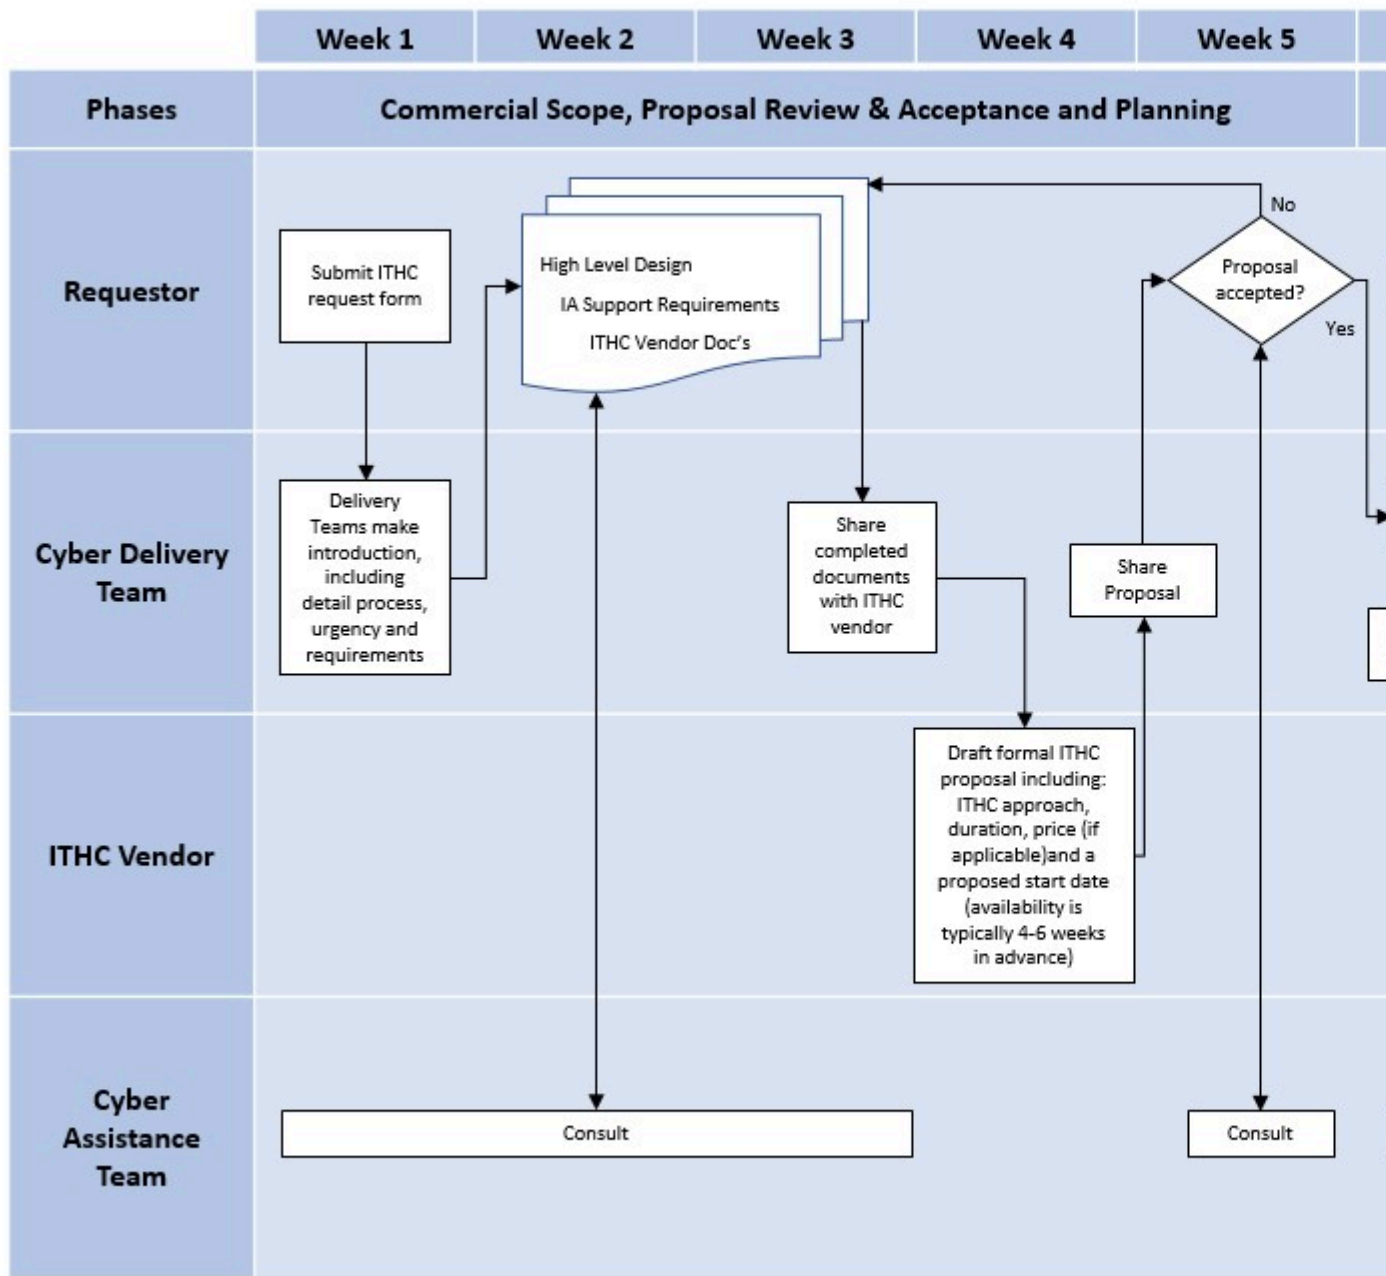 Week 1
Week 2
Week 3
Week 4
Week 5
Phases
Commercial Scope, Proposal Review & Acceptance and Planning
Requestor
Submit ITHC
request form
High Level Design
IA Support Requirements
ITHC Vendor Doc's
No
Proposal
accepted?
Yes
Cyber Delivery
Team
Delivery
Teams make
introduction,
including
detail process,
urgency and
requirements
Share
completed
documents
with ITHC
vendor
Share
Proposal
ITHC Vendor
Draft formal ITHC
proposal including:
ITHC approach,
duration, price (if
applicable)and a
proposed start date
(availability is
typically 4-6 weeks
in advance)
Cyber
Assistance
Team
Consult
Consult